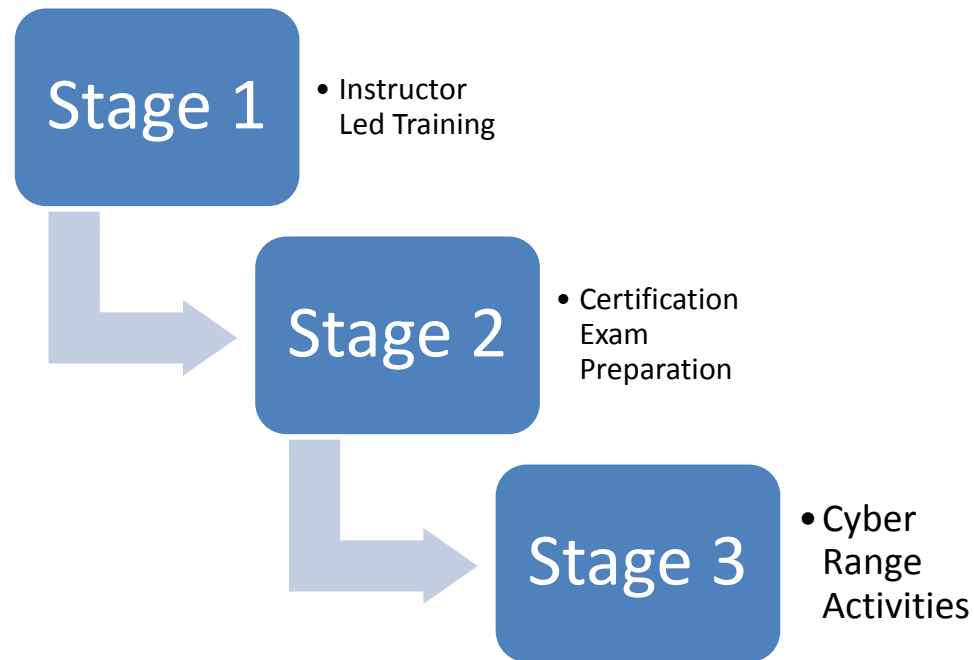 Stage 1
• Instructor
Led Training
Stage 2
• Certification
Exam
Preparation
Stage 3
• Cyber
Range
Activities